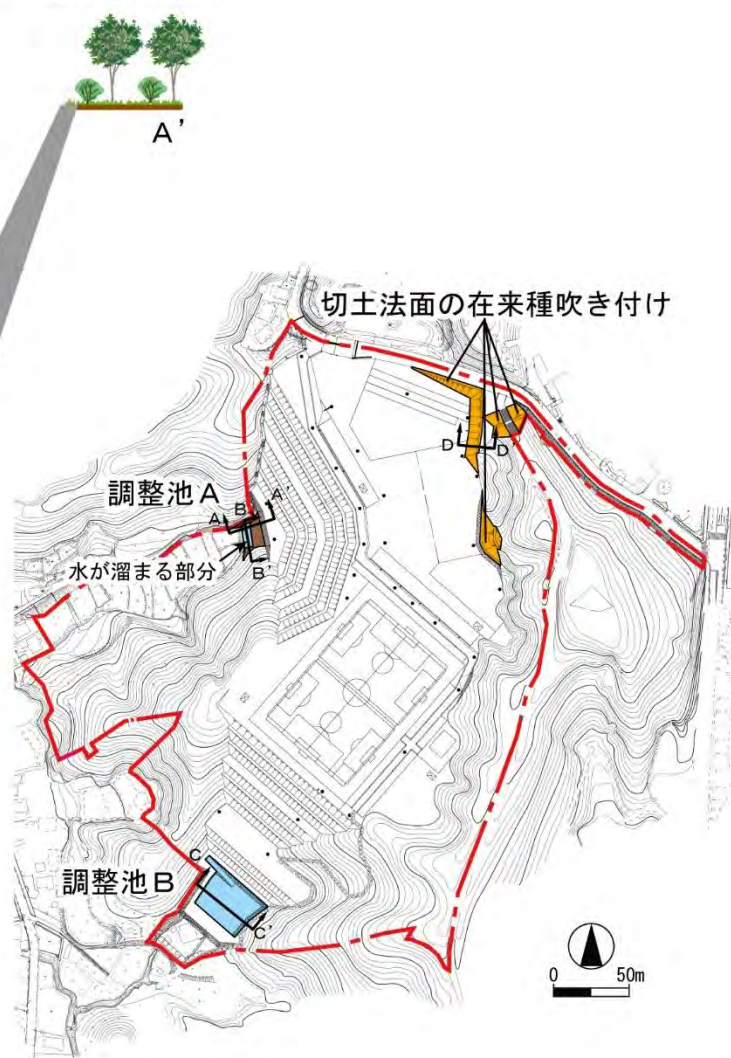 A’
切土法面の在来種吹き付け
D D’
調整池A
A B A’
B’
水が溜まる部分
調整池B
C
C’
0 50m